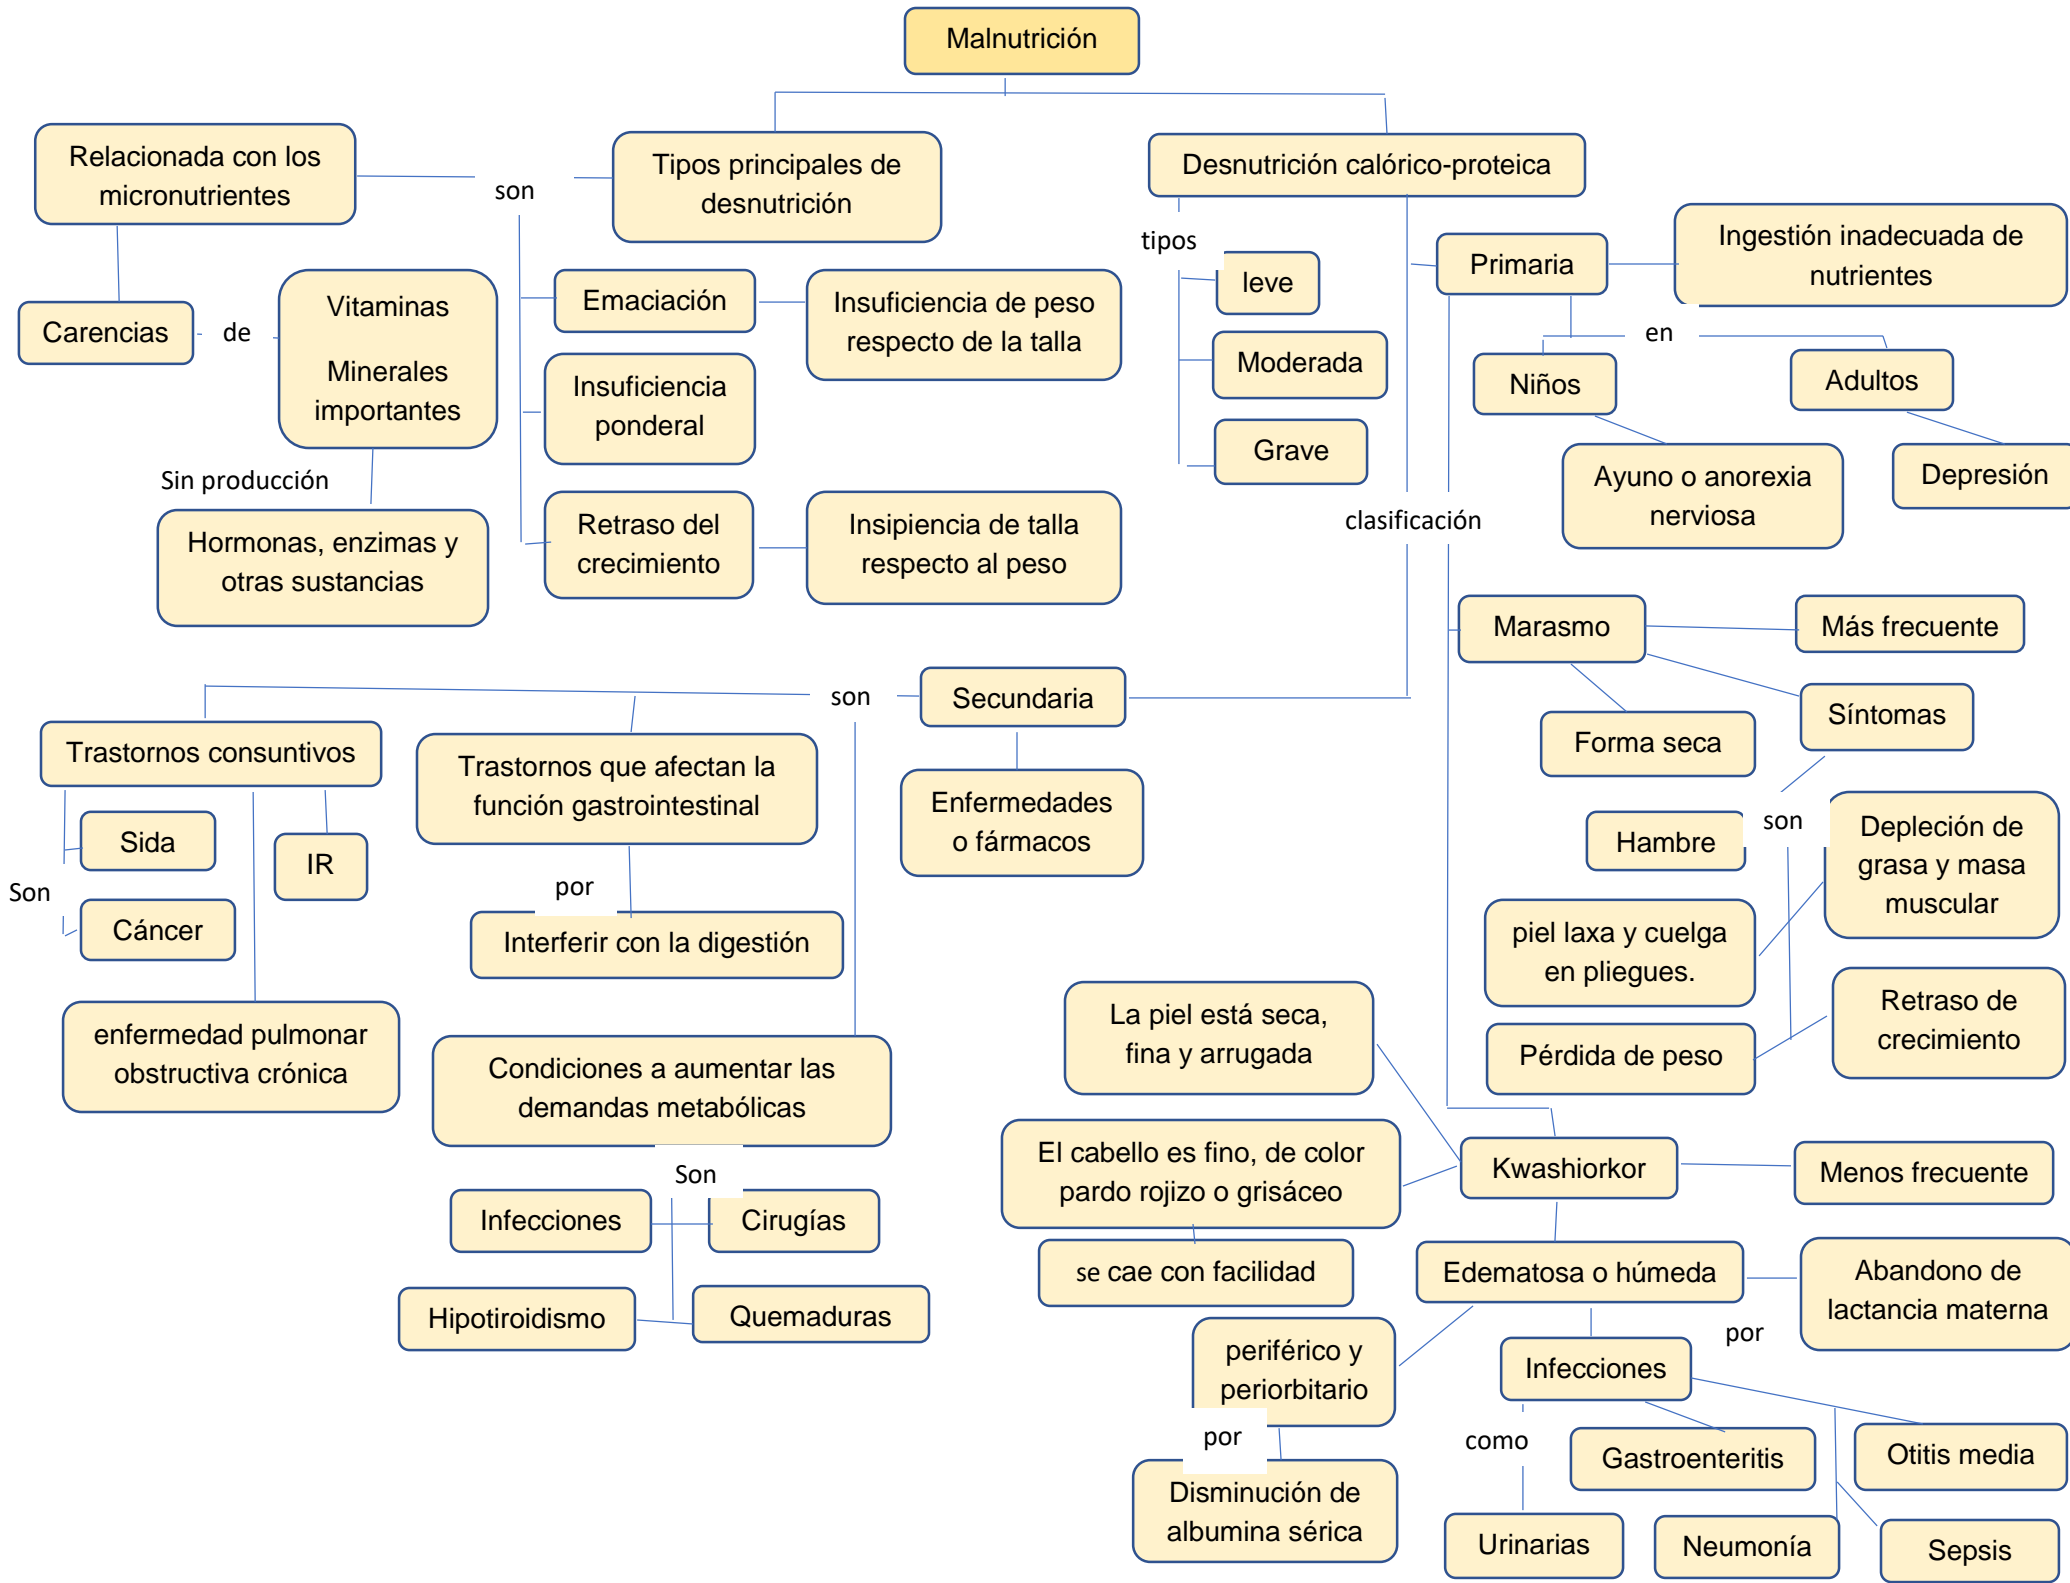 Malnutrición
Relacionada con los
micronutrientes
son
Tipos principales de
desnutrición
Desnutrición calórico-proteica
Carencias
de
Vitaminas
Minerales
importantes
Sin producción
Hormonas, enzimas y
otras sustancias
Emaciación
Insuficiencia de peso
respecto de la talla
Insuficiencia
ponderal
Retraso del
crecimiento
Insipiencia de talla
respecto al peso
tipos
leve
Moderada
Grave
clasificación
Primaria
Ingestión inadecuada de
nutrientes
en
Niños
Adultos
Ayuno o anorexia
nerviosa
Depresión
Marasmo
Más frecuente
Forma seca
Síntomas
son
Hambre
Depleción de
grasa y masa
muscular
piel laxa y cuelga
en pliegues.
Pérdida de peso
Retraso de
crecimiento
Secundaria
son
Enfermedades
o fármacos
Trastornos consuntivos
Son
Sida
IR
Cáncer
enfermedad pulmonar
obstructiva crónica
Trastornos que afectan la
función gastrointestinal
por
Interferir con la digestión
Condiciones a aumentar las
demandas metabólicas
Son
Infecciones
Cirugías
Hipotiroidismo
Quemaduras
La piel está seca,
fina y arrugada
El cabello es fino, de color
pardo rojizo o grisáceo
se cae con facilidad
Kwashiorkor
Menos frecuente
Edematosa o húmeda
Abandono de
lactancia materna
por
periférico y
periorbitario
por
Disminución de
albumina sérica
Infecciones
como
Gastroenteritis
Otitis media
Urinarias
Neumonía
Sepsis